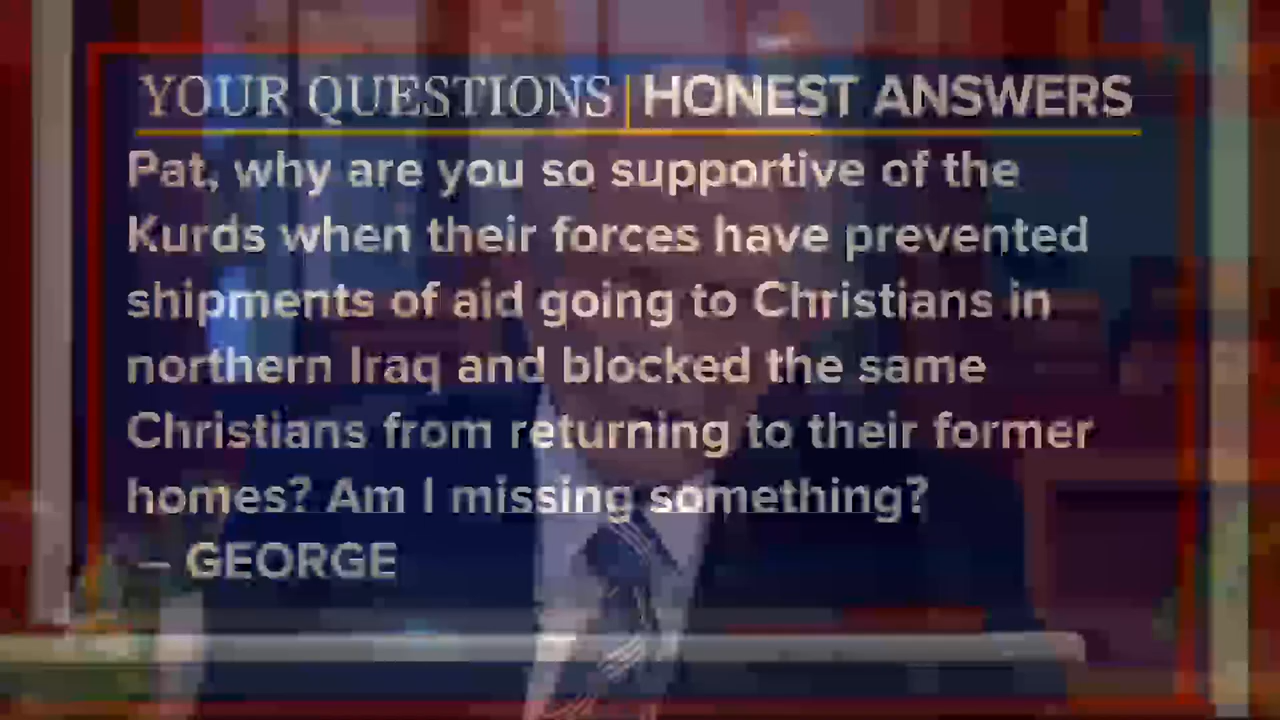 YOUR QUESTIONS | HONEST ANSWERS
Pat, why are you so supportive of the
Kurds when their forces have prevented
shipments of aid going to Christians in
northern Iraq and blocked the same
Christians from returning to their former
homes? Am I missing something?
– GEORGE